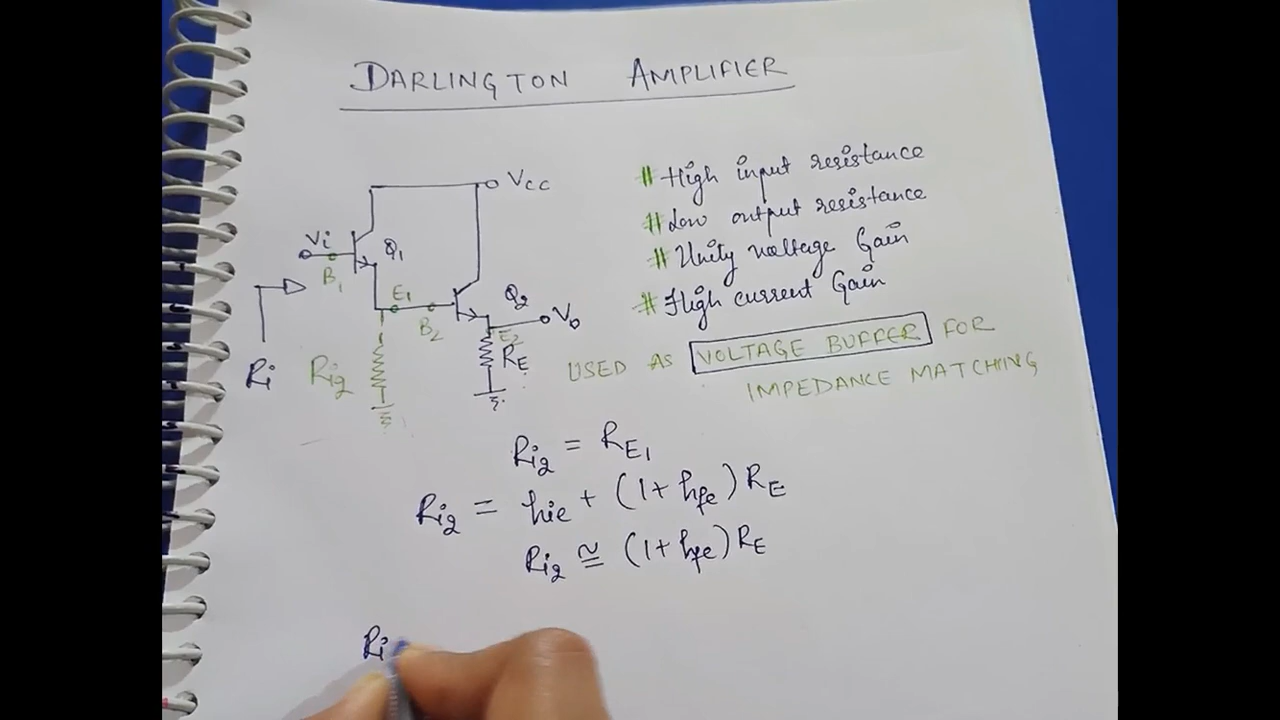 DARLINGTON AMPLIFIER
VCC
Vi
Q1
B1
E1
B2
Q2
E2
Vo
RE
Ri
Ri2
# High input resistance
# Low output resistance
# Unity voltage Gain
# High current Gain
USED AS VOLTAGE BUFFER FOR
IMPEDANCE MATCHING
Ri2 = RE1
Ri2 = hie + (1+hfe) RE
Ri2 ≅ (1+hfe) RE
Ri